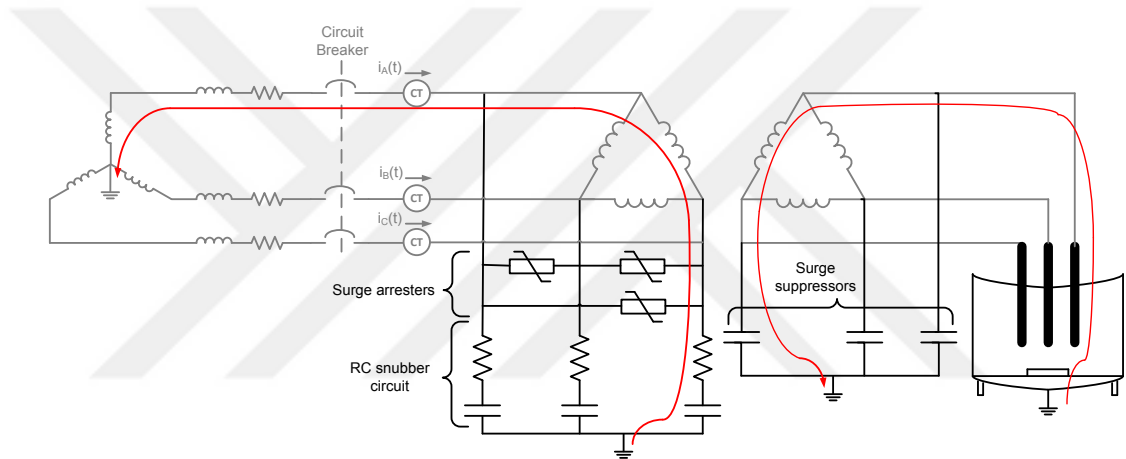 Circuit
Breaker
iA(t)
CT
iB(t)
CT
iC(t)
CT
Surge arresters
RC snubber
circuit
Surge
suppressors